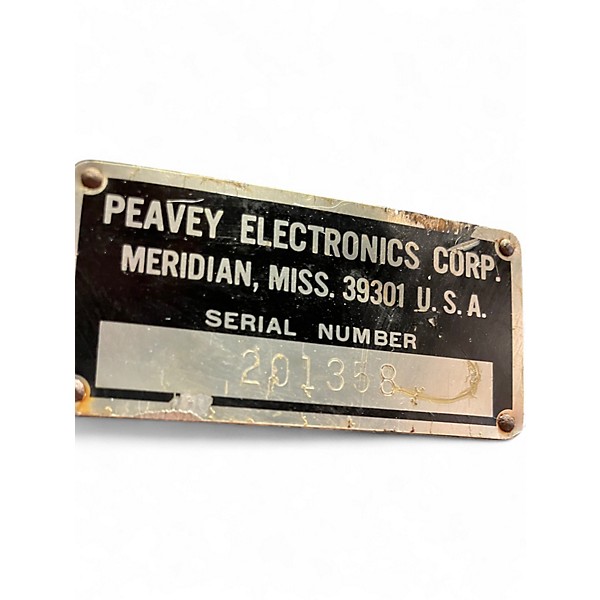 PEAVEY ELECTRONICS CORP.
MERIDIAN, MISS. 39301 U.S.A.
SERIAL NUMBER
201358